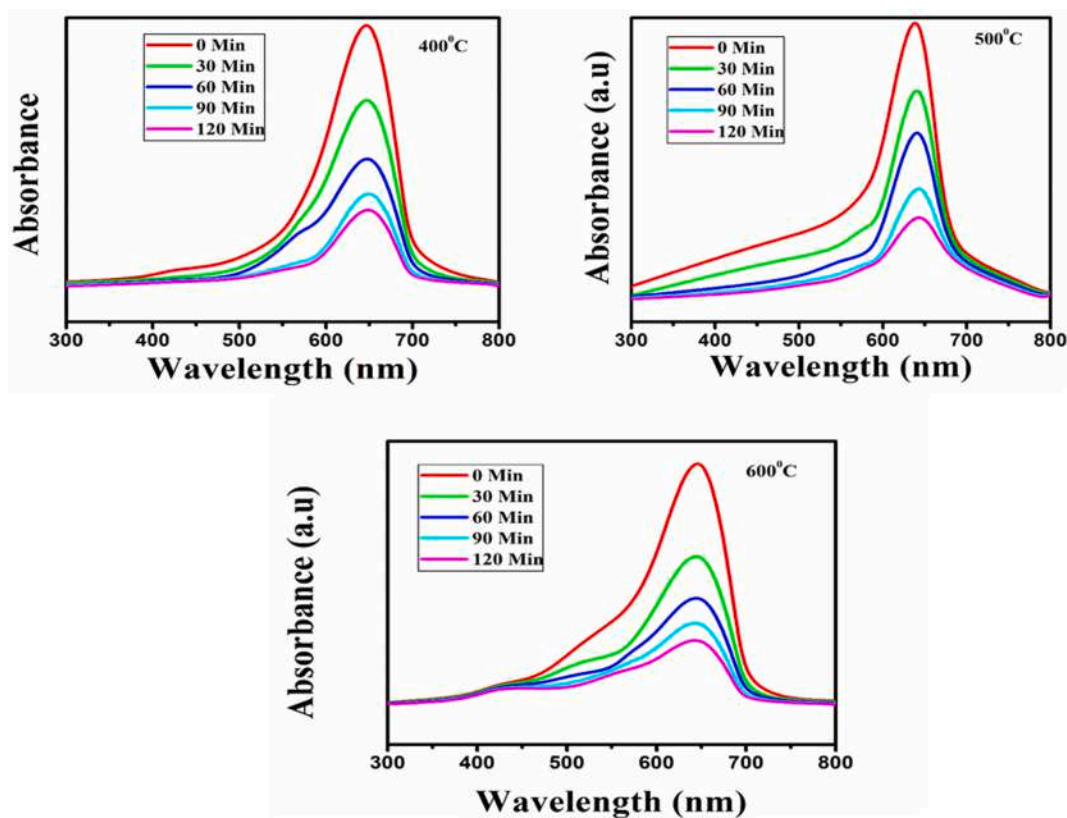 0 Min
30 Min
60 Min
90 Min
120 Min
400⁰C
Absorbance
300 400 500 600 700 800
Wavelength (nm)
0 Min
30 Min
60 Min
90 Min
120 Min
500⁰C
Absorbance (a.u)
300 400 500 600 700 800
Wavelength (nm)
0 Min
30 Min
60 Min
90 Min
120 Min
600⁰C
Absorbance (a.u)
300 400 500 600 700 800
Wavelength (nm)